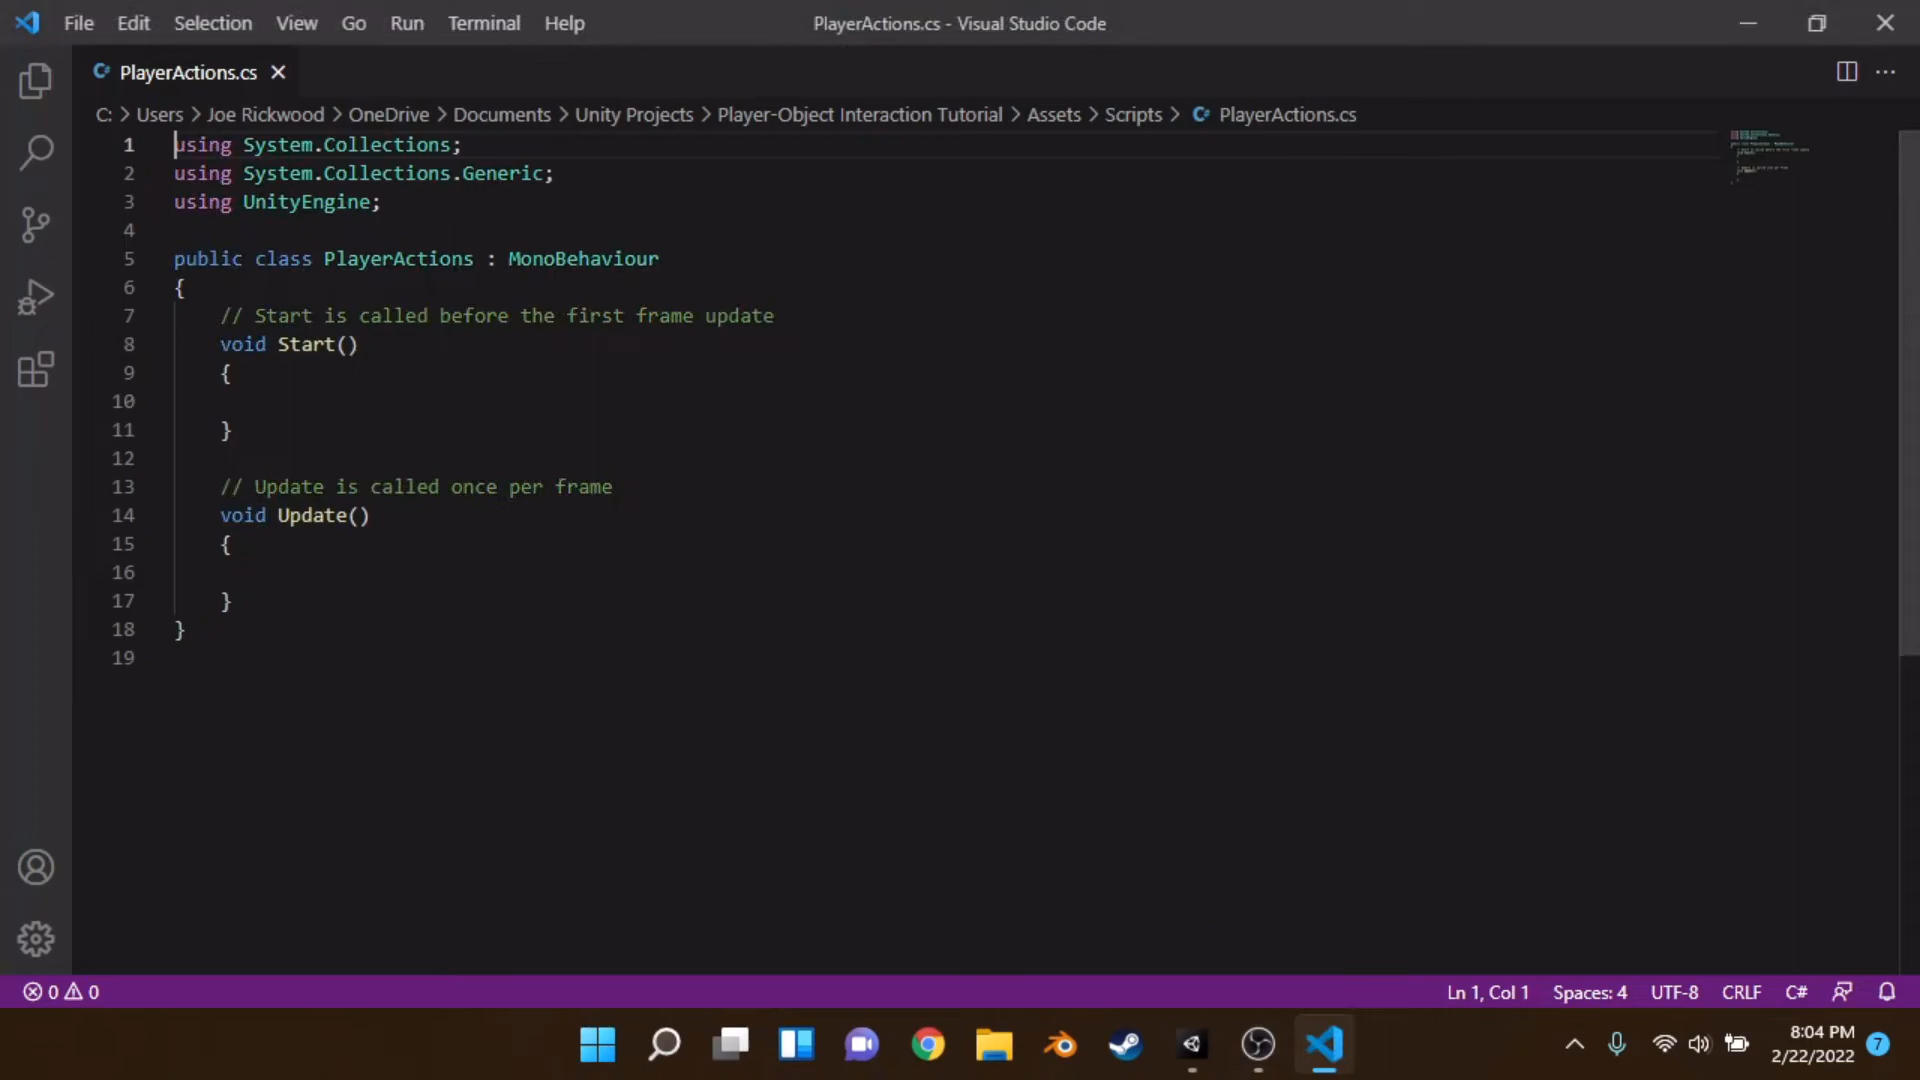 File Edit Selection View Go Run Terminal Help PlayerActions.cs - Visual Studio Code
PlayerActions.cs
C: > Users > Joe Rickwood > OneDrive > Documents > Unity Projects > Player-Object Interaction Tutorial > Assets > Scripts > PlayerActions.cs
1 using System.Collections;
2 using System.Collections.Generic;
3 using UnityEngine;
4
5 public class PlayerActions : MonoBehaviour
6 {
7 // Start is called before the first frame update
8 void Start()
9 {
10
11 }
12
13 // Update is called once per frame
14 void Update()
15 {
16
17 }
18 }
19
0 0 Ln 1, Col 1 Spaces: 4 UTF-8 CRLF C#
8:04 PM
2/22/2022 7